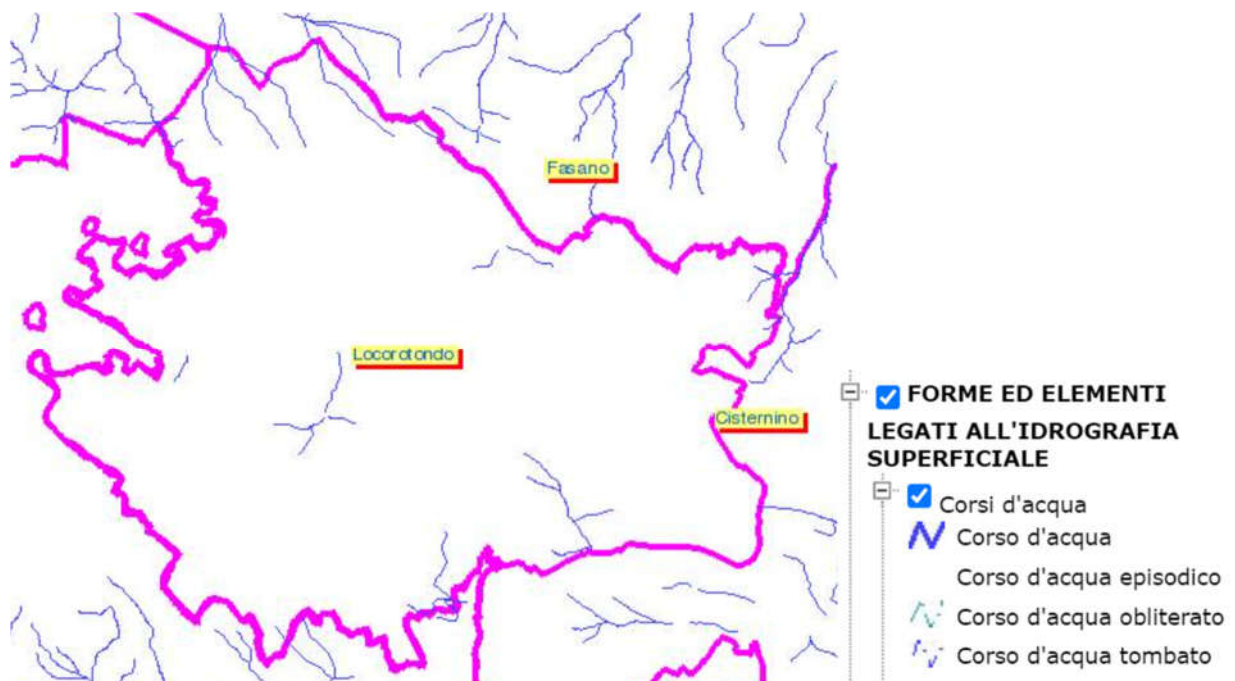 Fasano
Locorotondo
Cisternino
FORME ED ELEMENTI
LEGATI ALL'IDROGRAFIA
SUPERFICIALE
Corsi d'acqua
Corso d'acqua
Corso d'acqua episodico
Corso d'acqua obliterato
Corso d'acqua tombato